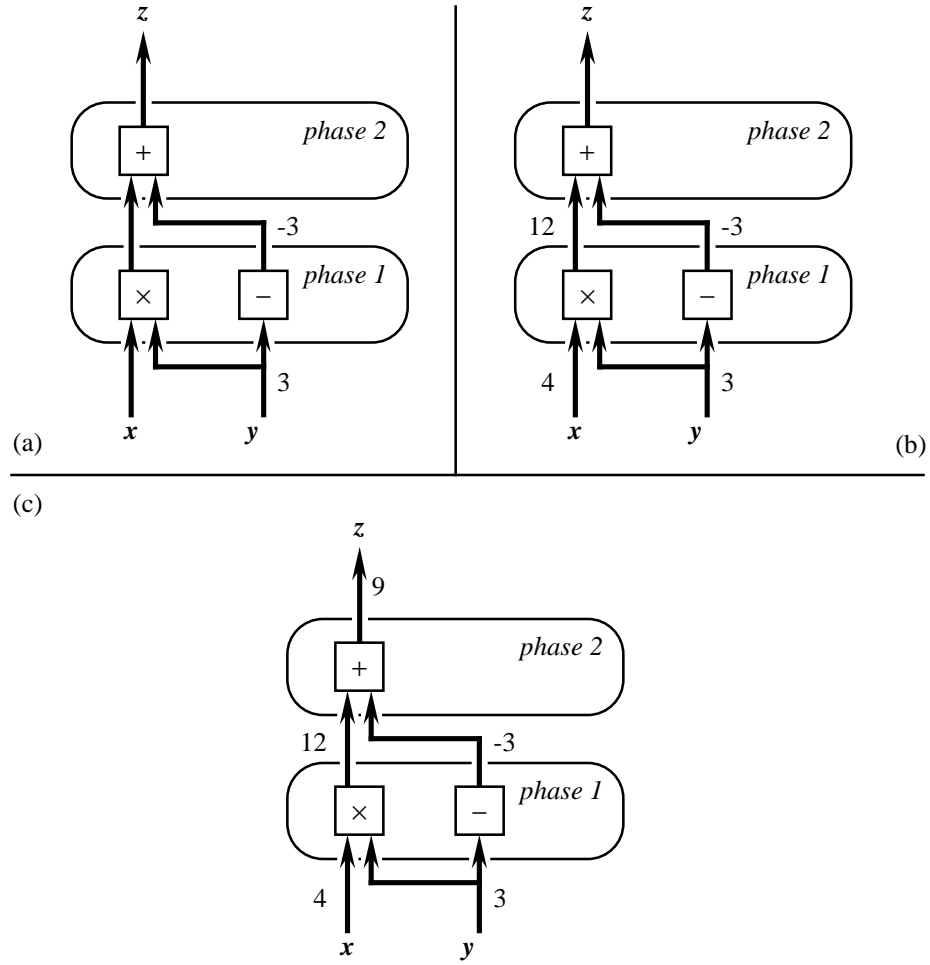 z
phase 2
+
-3
phase 1
× −
3
x y
(a)
z
phase 2
+
12 -3
phase 1
× −
4 3
x y
(b)
(c)
z
9
phase 2
+
12 -3
phase 1
× −
4 3
x y